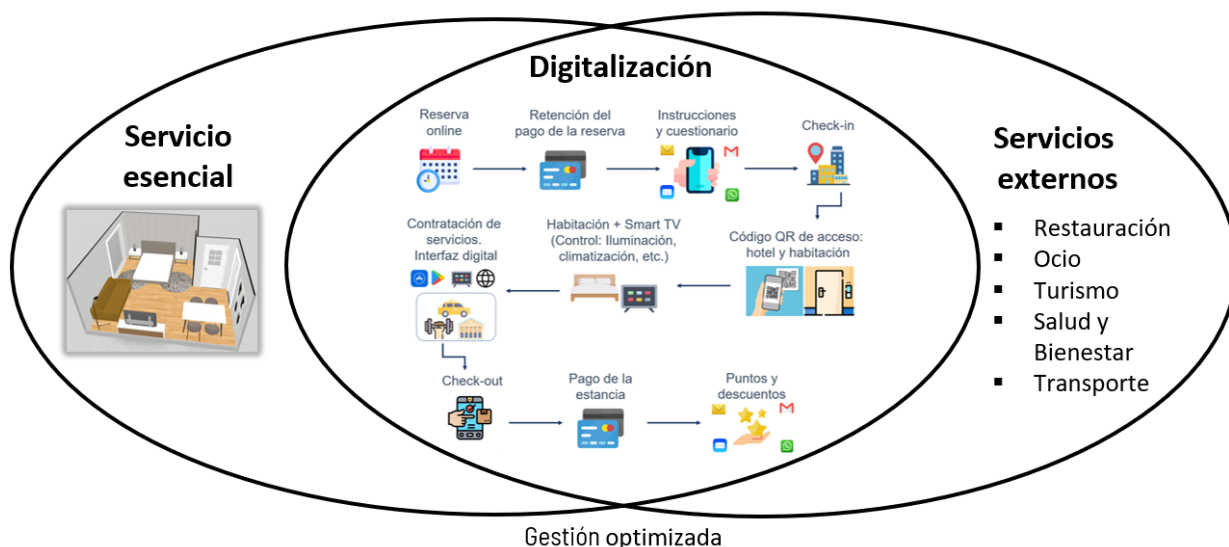 Digitalización
Servicio
esencial
Reserva
online
Retención del
pago de la reserva
Instrucciones
y cuestionario
Check-in
Contratación de
servicios.
Interfaz digital
Habitación + Smart TV
(Control: Iluminación,
climatización, etc.)
Código QR de acceso:
hotel y habitación
Check-out
Pago de la
estancia
Puntos y
descuentos
Servicios
externos
▪ Restauración
▪ Ocio
▪ Turismo
▪ Salud y
Bienestar
▪ Transporte
Gestión optimizada